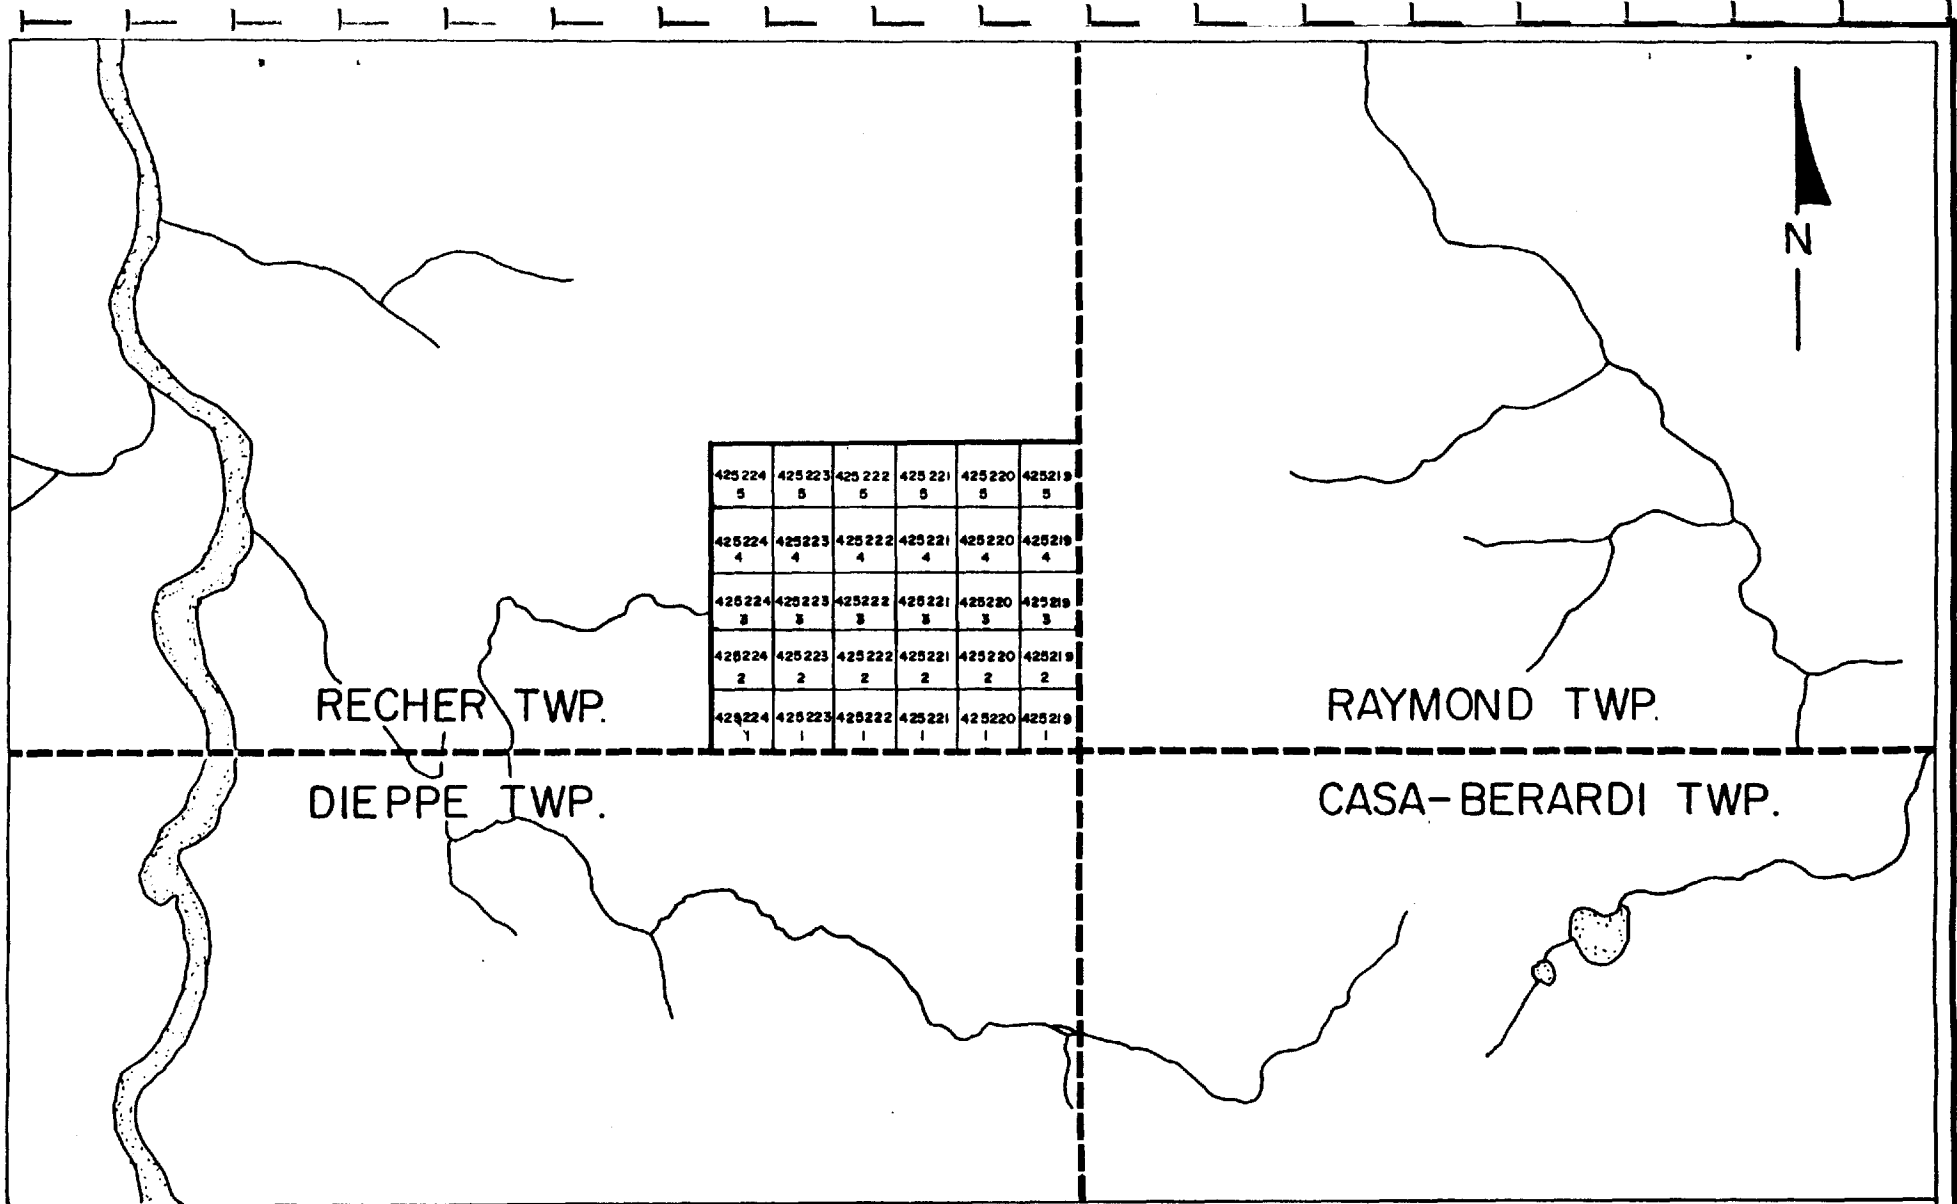 N
425224 425223 425222 425221 425220 425219
5 5 5 5 5 5
425224 425223 425222 425221 425220 425219
4 4 4 4 4 4
425224 425223 425222 425221 425220 425219
3 3 3 3 3 3
425224 425223 425222 425221 425220 425219
2 2 2 2 2 2
425224 425223 425222 425221 425220 425219
1 1 1 1 1 1
RECHER TWP. RAYMOND TWP.
DIEPPE TWP. CASA-BERARDI TWP.